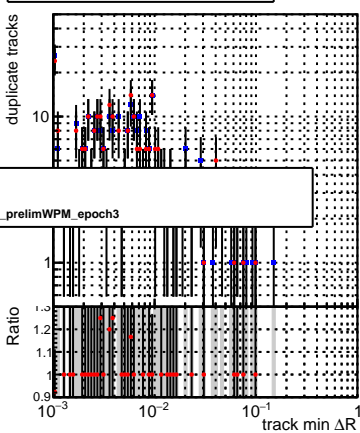 duplicate tracks
10
_prelimWPM_epoch3
1
Ratio
1.3
1.2
1.1
1
0.9
10⁻³
10⁻²
10⁻¹
1
track min ΔR